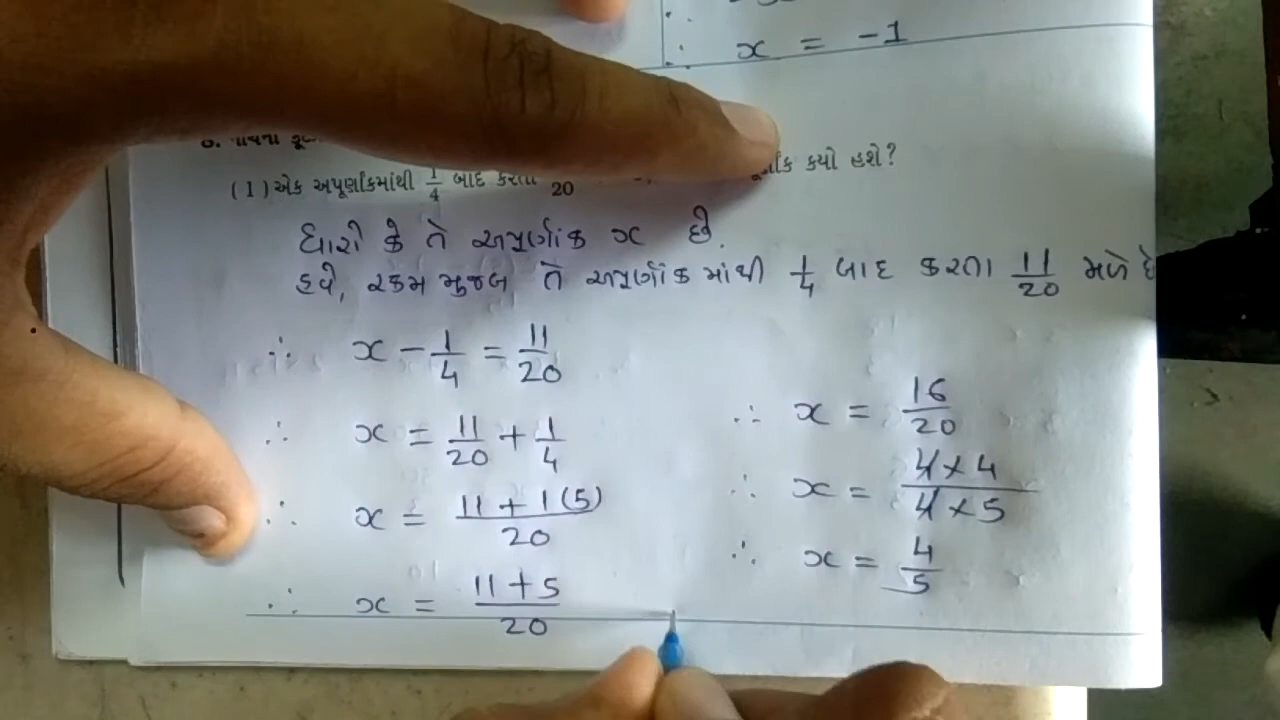 ∴ x = -1
(1) એક અપૂર્ણાંકમાંથી 1/4 બાદ કરતા 20 કયો હશે?
ધારો કે તે અપૂર્ણાંક x છે.
હવે, રકમ મુજબ તે અપૂર્ણાંકમાંથી 1/4 બાદ કરતા 11/20 મળે છે
∴ x - 1/4 = 11/20
∴ x = 11/20 + 1/4
∴ x = 11 + 1(5)/20
∴ x = 11 + 5/20
∴ x = 16/20
∴ x = 4 × 4/4 × 5
∴ x = 4/5